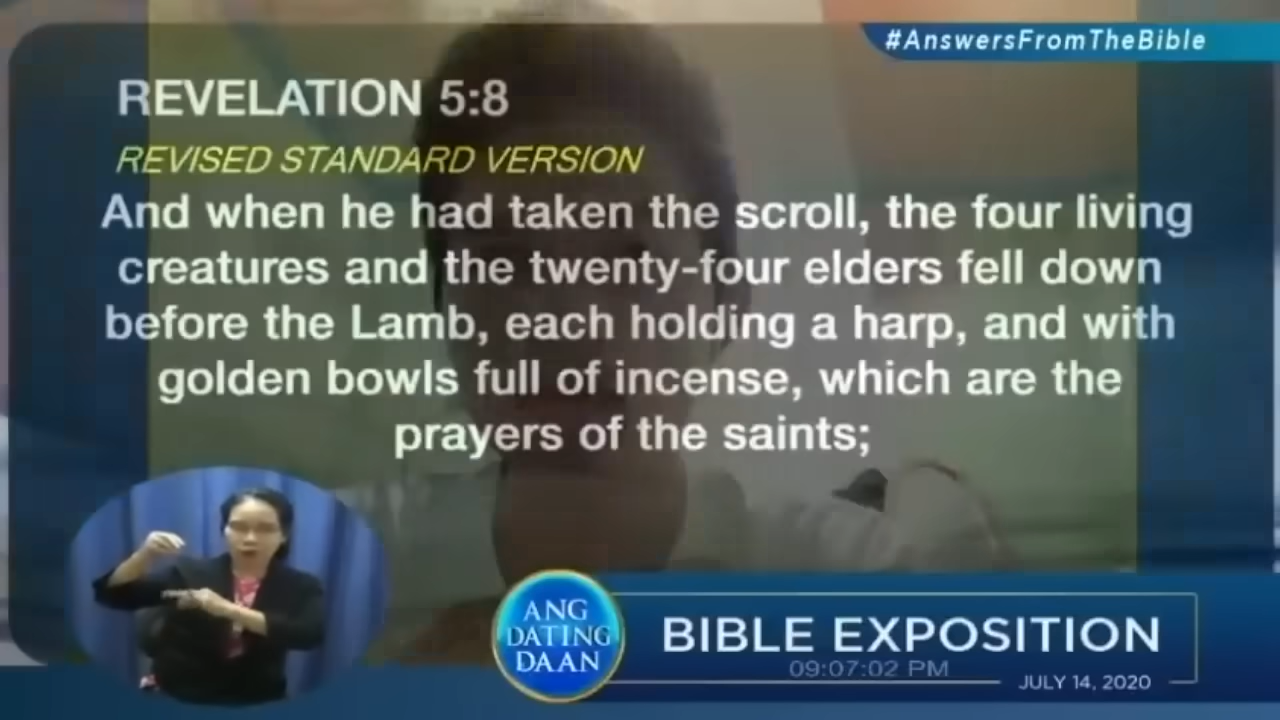 #AnswersFromTheBible
REVELATION 5:8
REVISED STANDARD VERSION
And when he had taken the scroll, the four living
creatures and the twenty-four elders fell down
before the Lamb, each holding a harp, and with
golden bowls full of incense, which are the
prayers of the saints;
ANG
DATING
DAAN
BIBLE EXPOSITION
09:07:02 PM
JULY 14, 2020